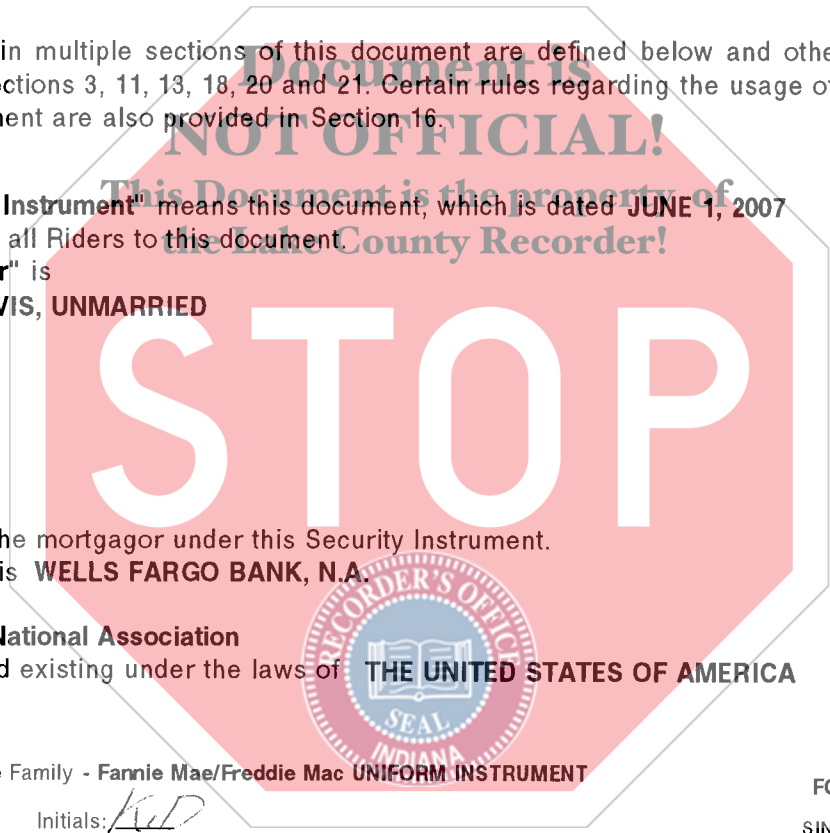 in multiple sections of this document are defined below and othe
ctions 3, 11, 13, 18, 20 and 21. Certain rules regarding the usage of
ent are also provided in Section 16.
Document is
NOT OFFICIAL!
This Document is the property of
the Lake County Recorder!
Instrument" means this document, which is dated JUNE 1, 2007
all Riders to this document.
r" is
VIS, UNMARRIED
STOP
he mortgagor under this Security Instrument.
is WELLS FARGO BANK, N.A.
National Association
d existing under the laws of THE UNITED STATES OF AMERICA
RECORDER'S OFFICE
SEAL
INDIANA
e Family - Fannie Mae/Freddie Mac UNIFORM INSTRUMENT
FO
Initials: K.D
SIN